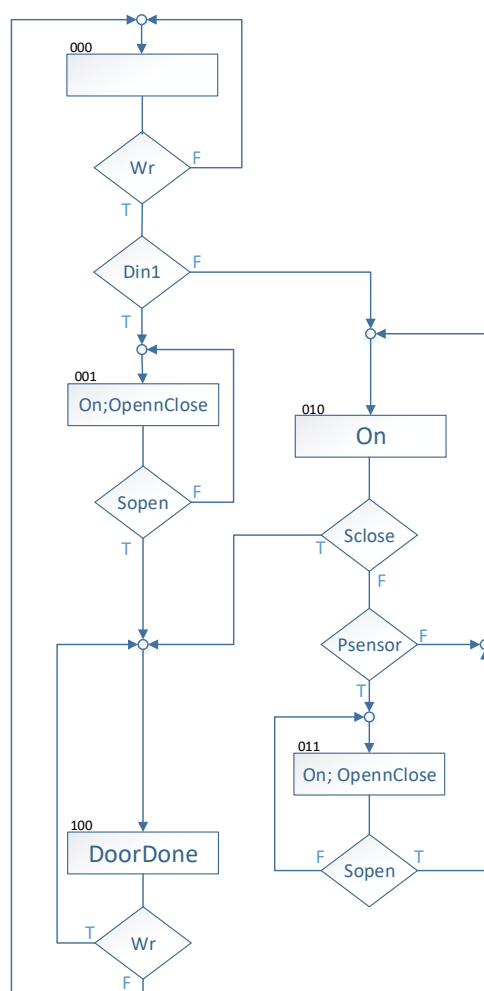 000
Wr
F
T
Din1
F
T
001
On;OpennClose
010
On
Sopen
F
T
Sclose
T
F
Psensor
F
T
011
On; OpennClose
100
DoorDone
F
Sopen
T
T
Wr
F